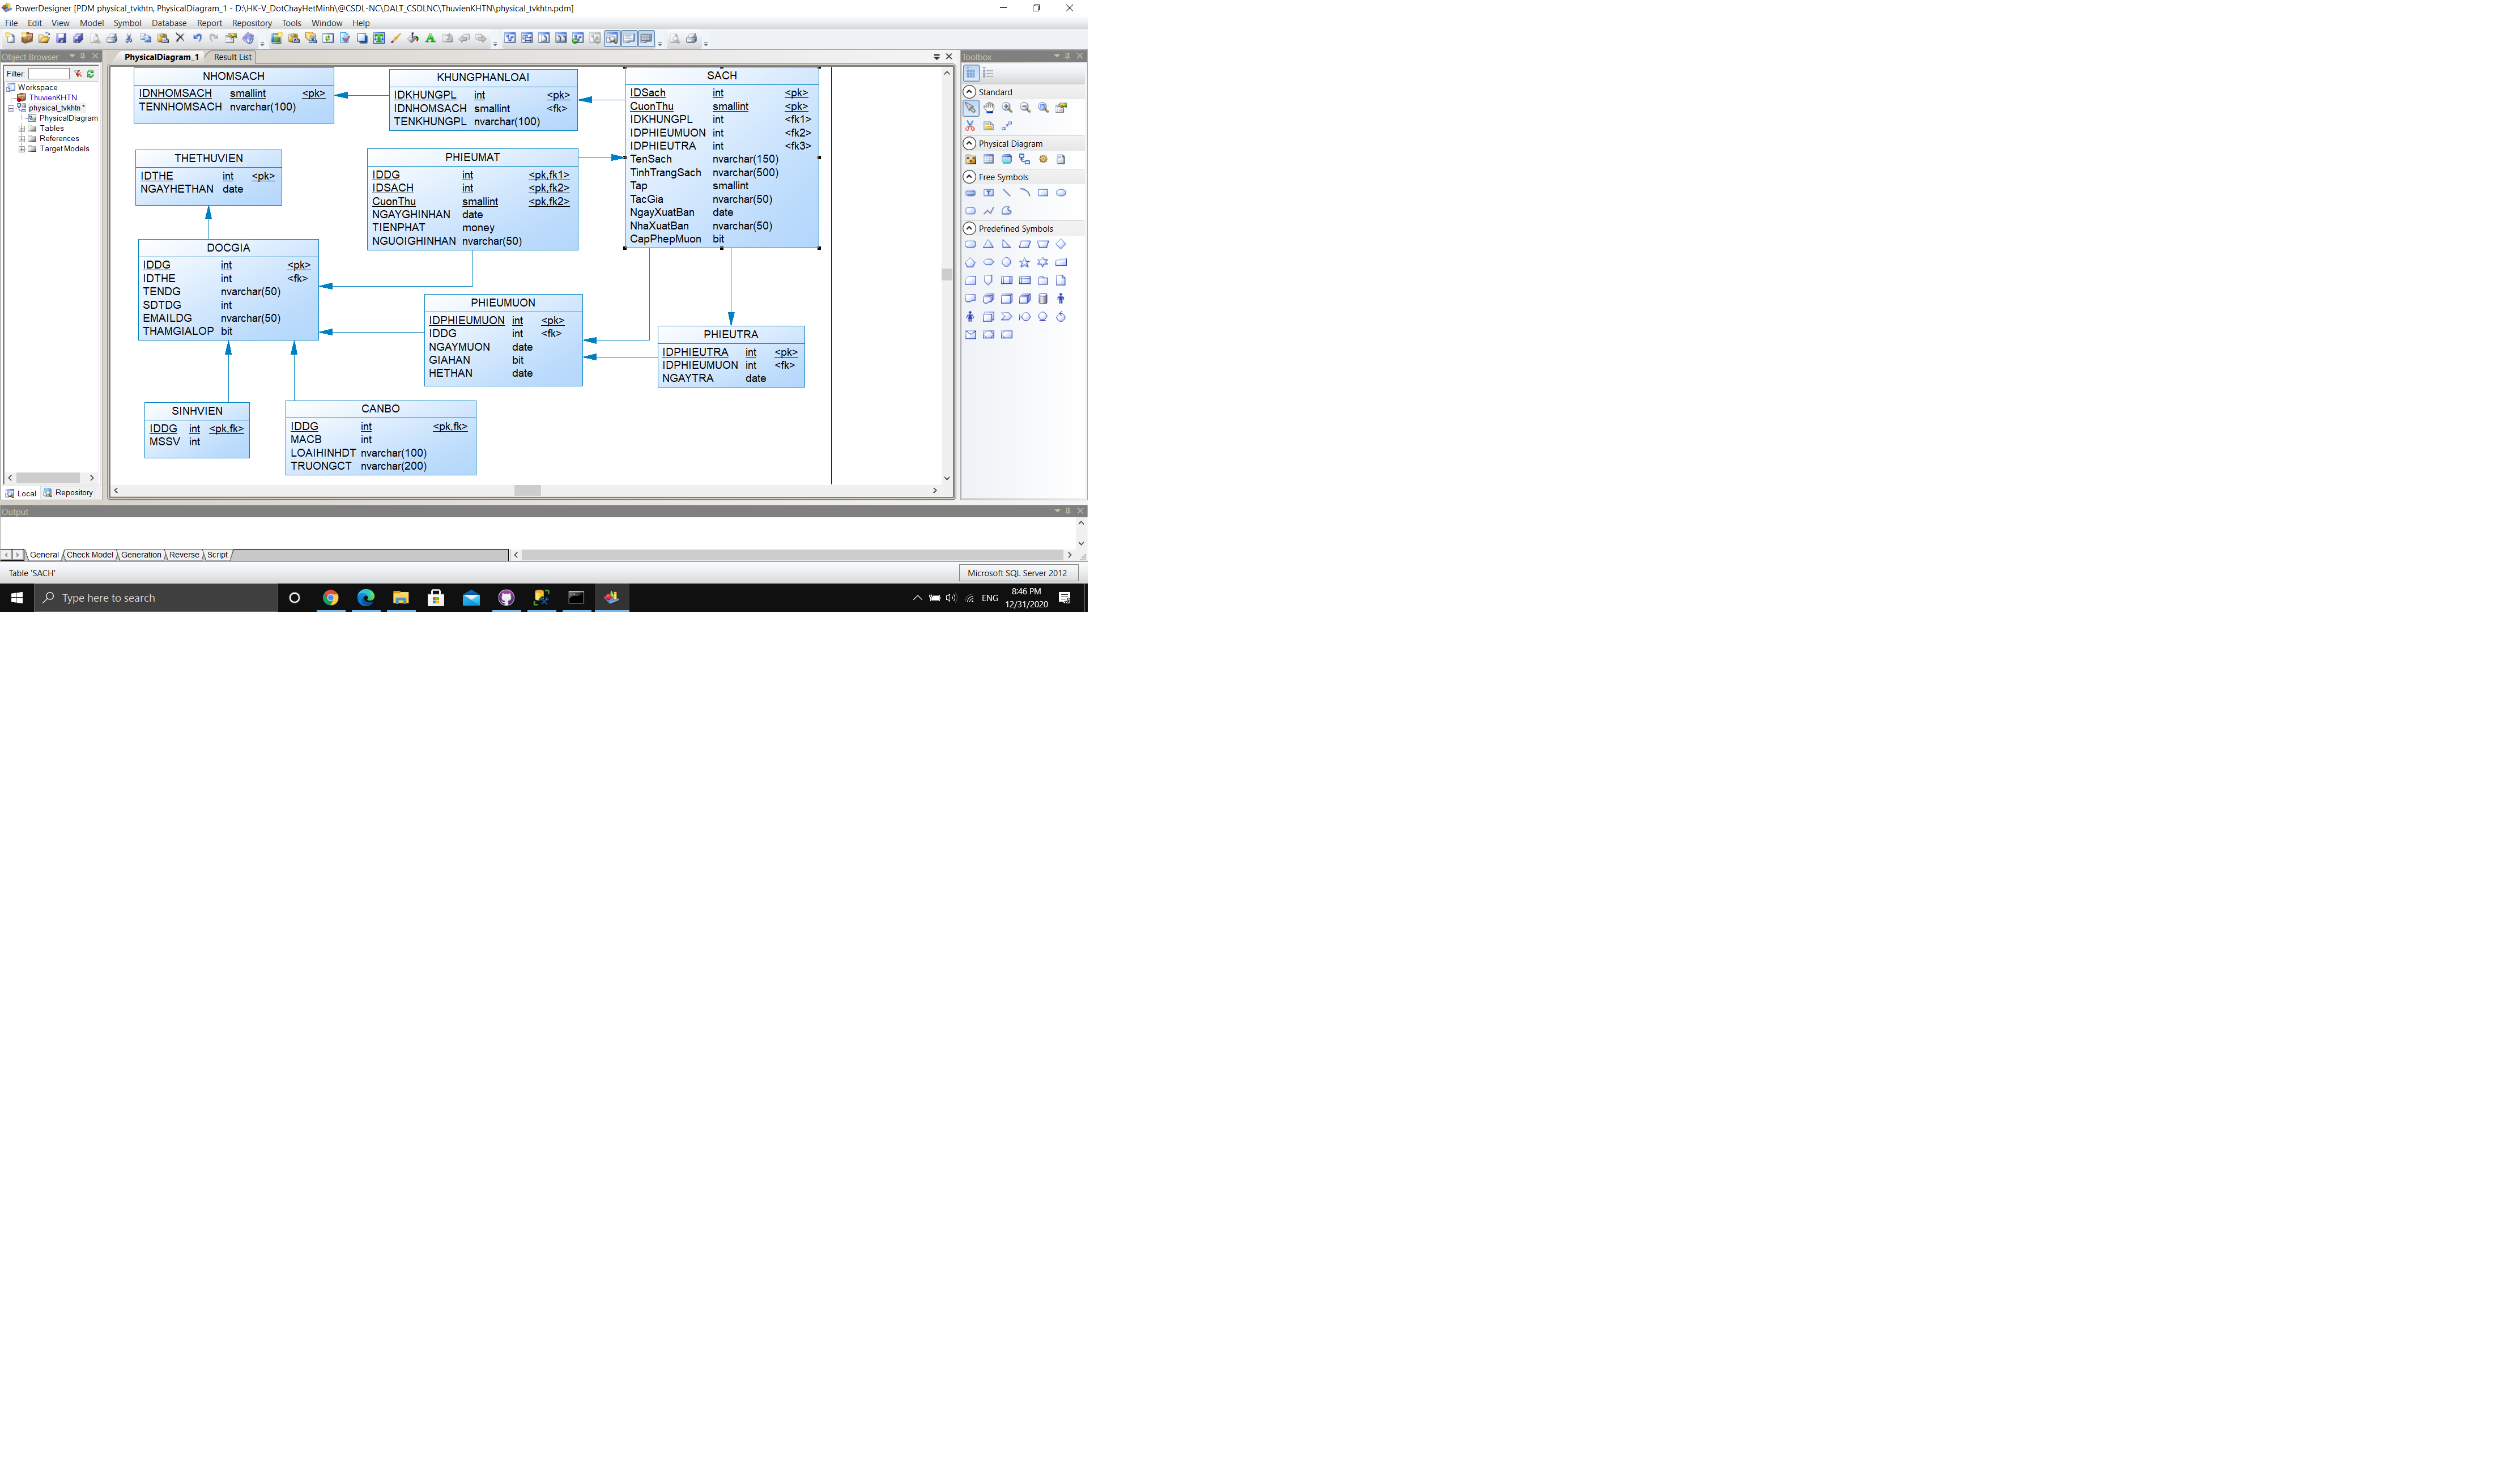 PowerDesigner [PDM physical_tvkhtn, PhysicalDiagram_1 - D:\HK-V_DotChayHetMinh\@CSDL-NC\DALT_CSDLNC\ThuvienKHTN\physical_tvkhtn.pdm]
File Edit View Model Symbol Database Report Repository Tools Window Help
Object Browser
Filter:
Workspace
ThuvienKHTN
physical_tvkhtn *
PhysicalDiagram
Tables
References
Target Models
Local Repository
PhysicalDiagram_1 Result List
NHOMSACH
IDNHOMSACH smallint <pk>
TENNHOMSACH nvarchar(100)
KHUNGPHANLOAI
IDKHUNGPL int <pk>
IDNHOMSACH smallint <fk>
TENKHUNGPL nvarchar(100)
SACH
IDSach int <pk>
CuonThu smallint <pk>
IDKHUNGPL int <fk1>
IDPHIEUMUON int <fk2>
IDPHIEUTRA int <fk3>
TenSach nvarchar(150)
TinhTrangSach nvarchar(500)
Tap smallint
TacGia nvarchar(50)
NgayXuatBan date
NhaXuatBan nvarchar(50)
CapPhepMuon bit
THETHUVIEN
IDTHE int <pk>
NGAYHETHAN date
PHIEUMAT
IDDG int <pk,fk1>
IDSACH int <pk,fk2>
CuonThu smallint <pk,fk2>
NGAYGHINHAN date
TIENPHAT money
NGUOIGHINHAN nvarchar(50)
DOCGIA
IDDG int <pk>
IDTHE int <fk>
TENDG nvarchar(50)
SDTDG int
EMAILDG nvarchar(50)
THAMGIALOP bit
PHIEUMUON
IDPHIEUMUON int <pk>
IDDG int <fk>
NGAYMUON date
GIAHAN bit
HETHAN date
PHIEUTRA
IDPHIEUTRA int <pk>
IDPHIEUMUON int <fk>
NGAYTRA date
SINHVIEN
IDDG int <pk,fk>
MSSV int
CANBO
IDDG int <pk,fk>
MACB int
LOAIHINHDT nvarchar(100)
TRUONGCT nvarchar(200)
Toolbox
Standard
Physical Diagram
Free Symbols
Predefined Symbols
Output
General Check Model Generation Reverse Script
Table 'SACH'
Microsoft SQL Server 2012
Type here to search
ENG
8:46 PM
12/31/2020